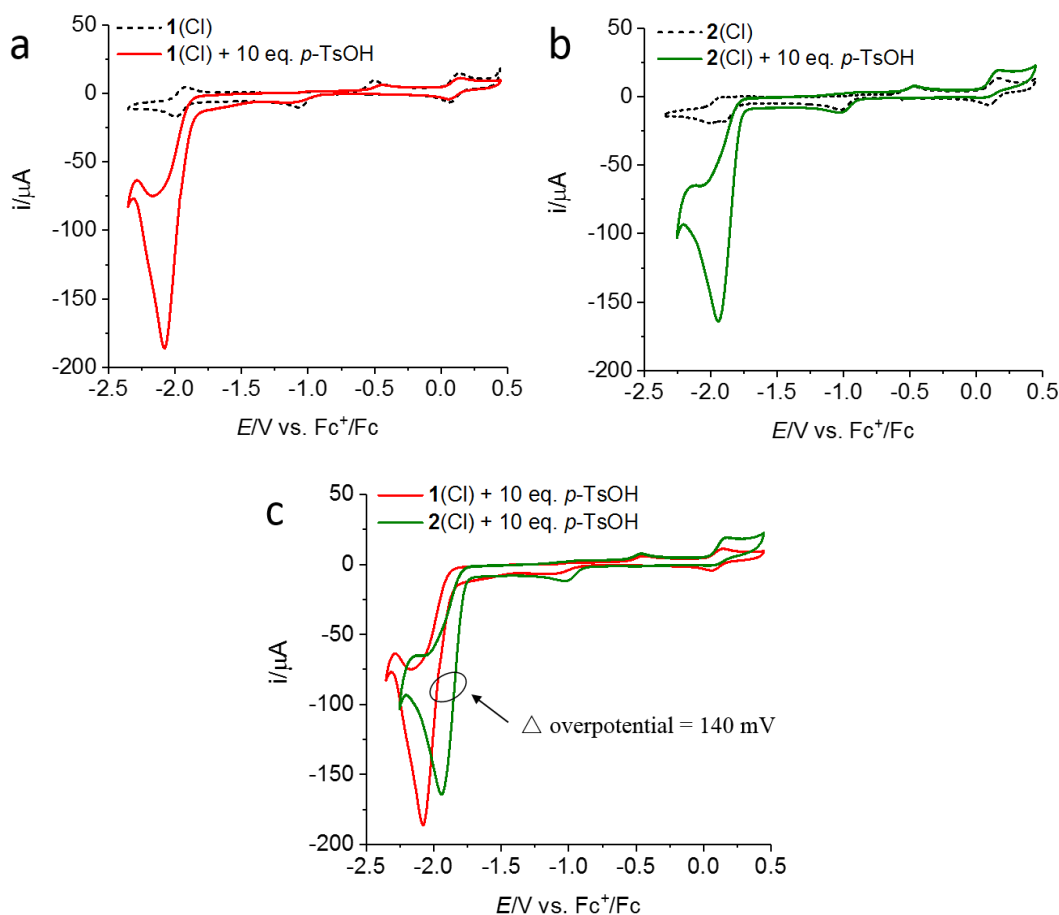 a
1(Cl)
1(Cl) + 10 eq. p-TsOH
50
0
-50
-100
-150
-200
i/μA
-2.5 -2.0 -1.5 -1.0 -0.5 0.0 0.5
E/V vs. Fc⁺/Fc
b
2(Cl)
2(Cl) + 10 eq. p-TsOH
50
0
-50
-100
-150
-200
i/μA
-2.5 -2.0 -1.5 -1.0 -0.5 0.0 0.5
E/V vs. Fc⁺/Fc
c
1(Cl) + 10 eq. p-TsOH
2(Cl) + 10 eq. p-TsOH
50
0
-50
-100
-150
-200
i/μA
△ overpotential = 140 mV
-2.5 -2.0 -1.5 -1.0 -0.5 0.0 0.5
E/V vs. Fc⁺/Fc